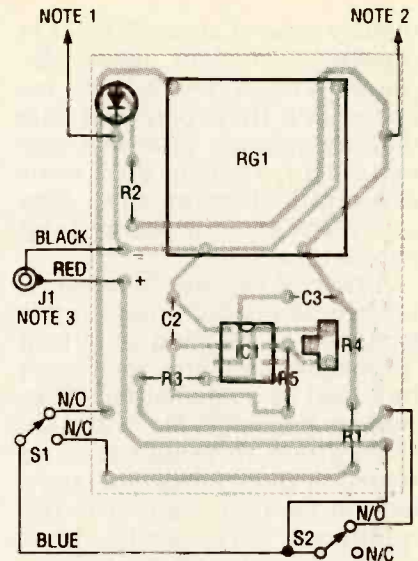 NOTE 1
NOTE 2
RG1
R2
BLACK
–
RED
+
J1
NOTE 3
C2
C3
IC1
R4
R3
R5
N/O
N/C
R1
S1
N/O
BLUE
S2
N/C